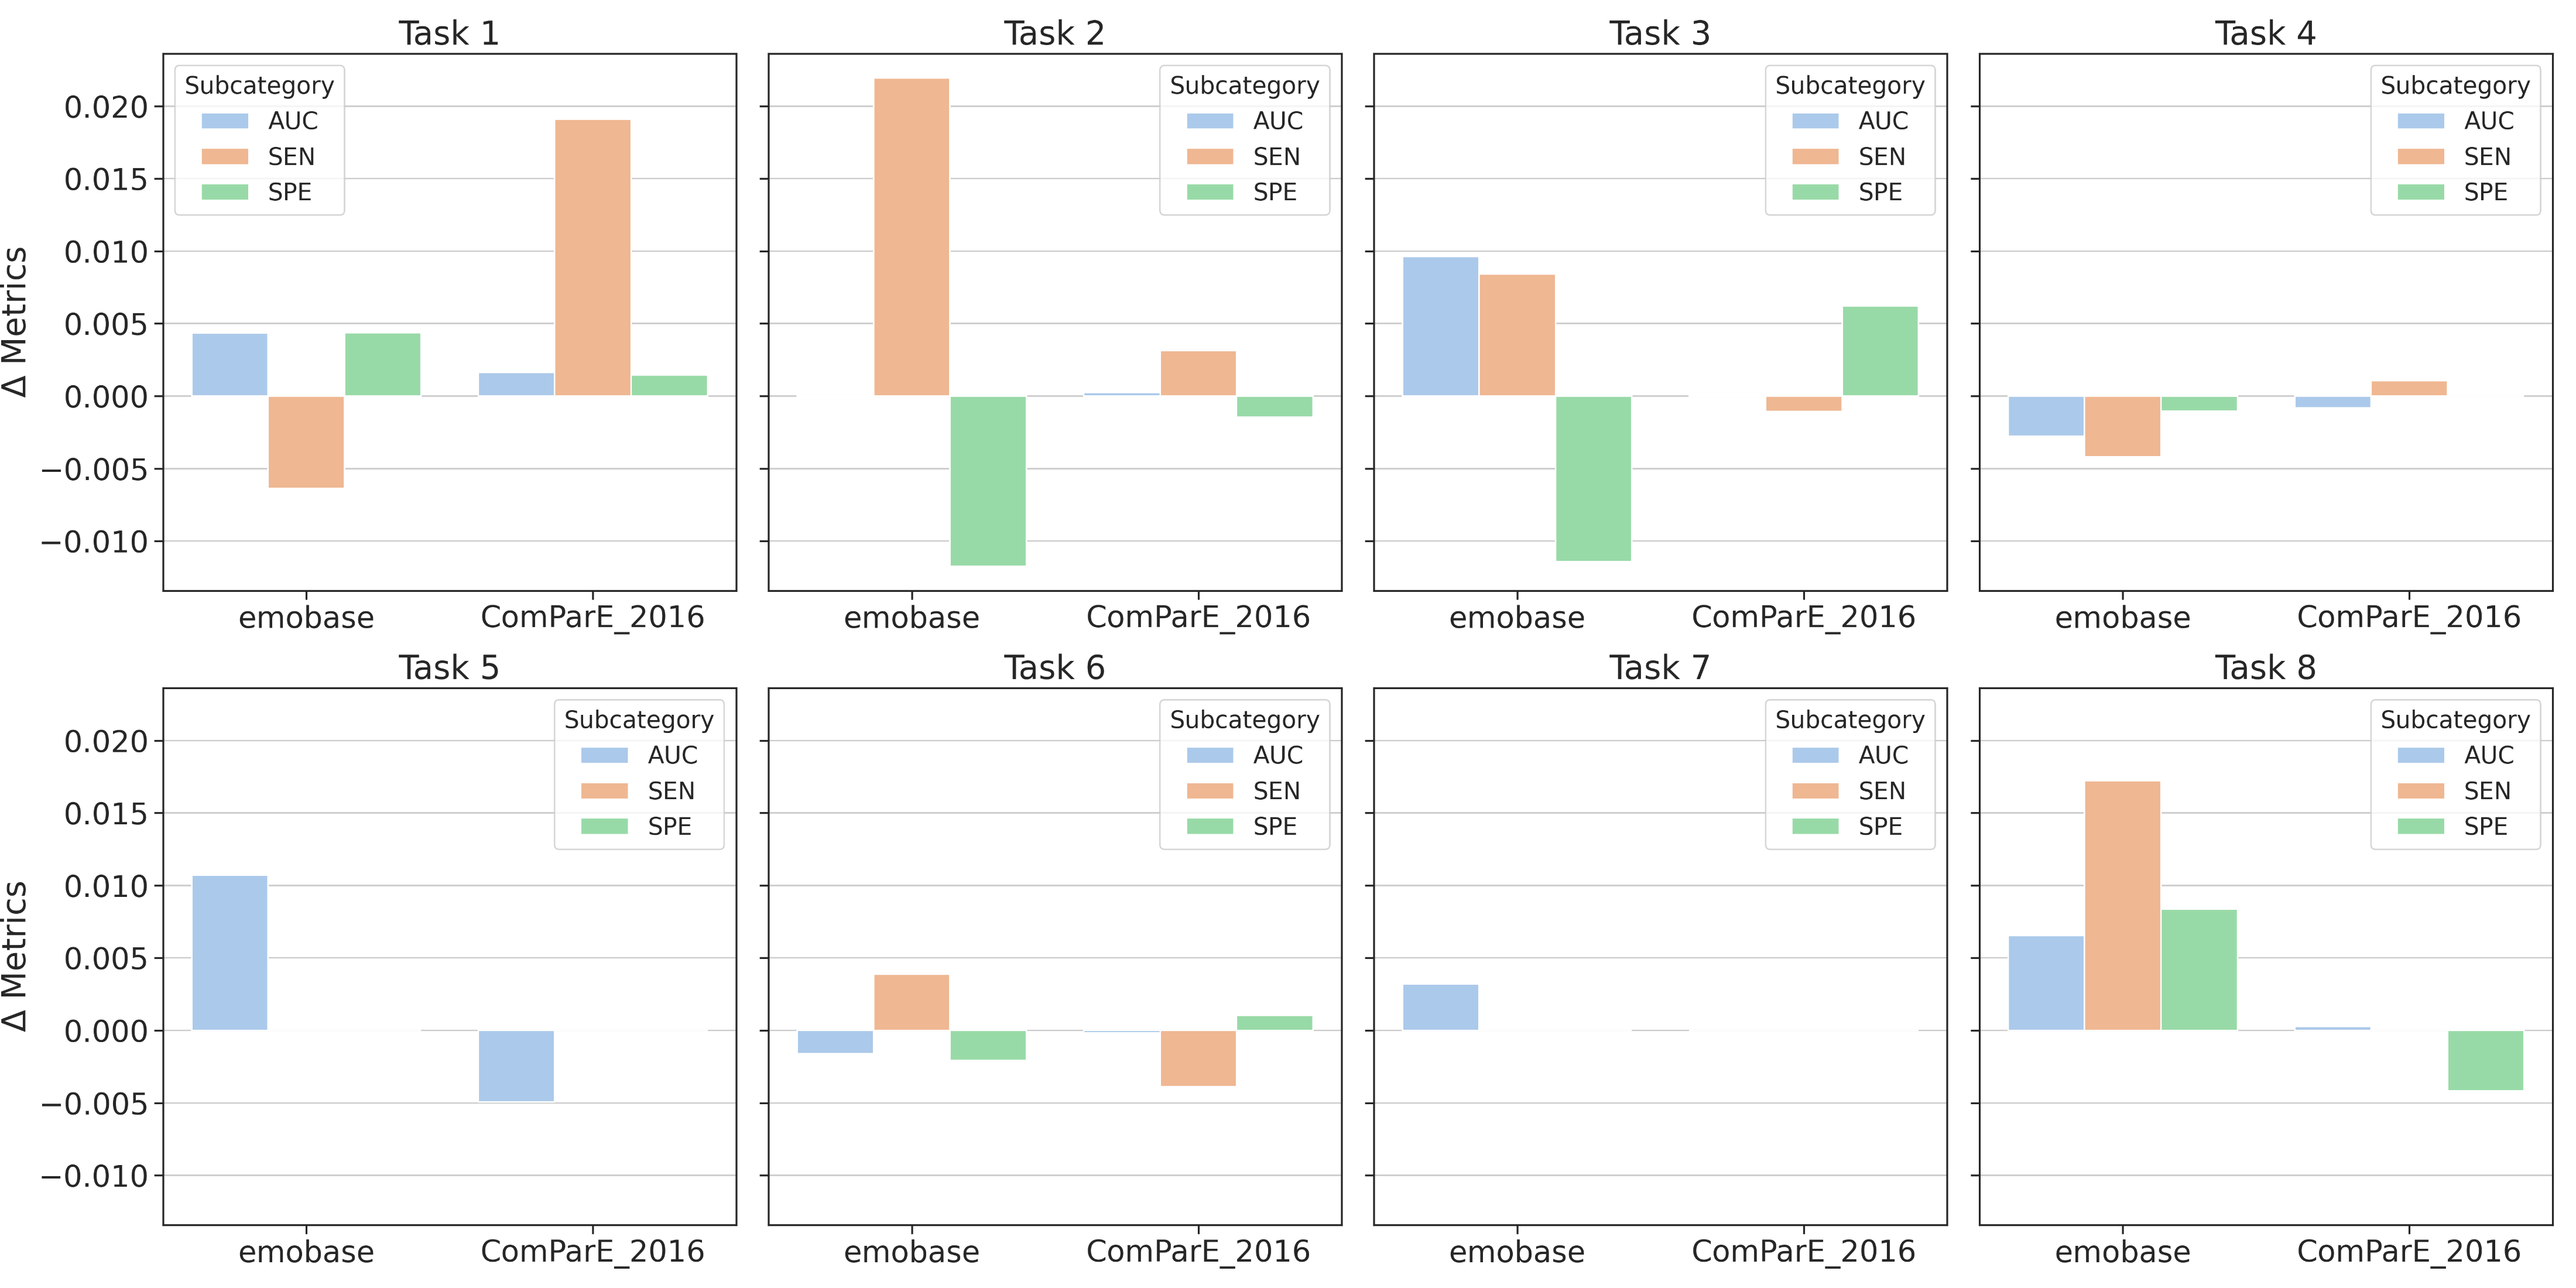 Task 1
Task 2
Task 3
Task 4
Δ Metrics
0.020
0.015
0.010
0.005
0.000
−0.005
−0.010
Subcategory
AUC
SEN
SPE
Subcategory
AUC
SEN
SPE
Subcategory
AUC
SEN
SPE
Subcategory
AUC
SEN
SPE
emobase
ComParE_2016
emobase
ComParE_2016
emobase
ComParE_2016
emobase
ComParE_2016
Task 5
Task 6
Task 7
Task 8
Δ Metrics
0.020
0.015
0.010
0.005
0.000
−0.005
−0.010
Subcategory
AUC
SEN
SPE
Subcategory
AUC
SEN
SPE
Subcategory
AUC
SEN
SPE
Subcategory
AUC
SEN
SPE
emobase
ComParE_2016
emobase
ComParE_2016
emobase
ComParE_2016
emobase
ComParE_2016